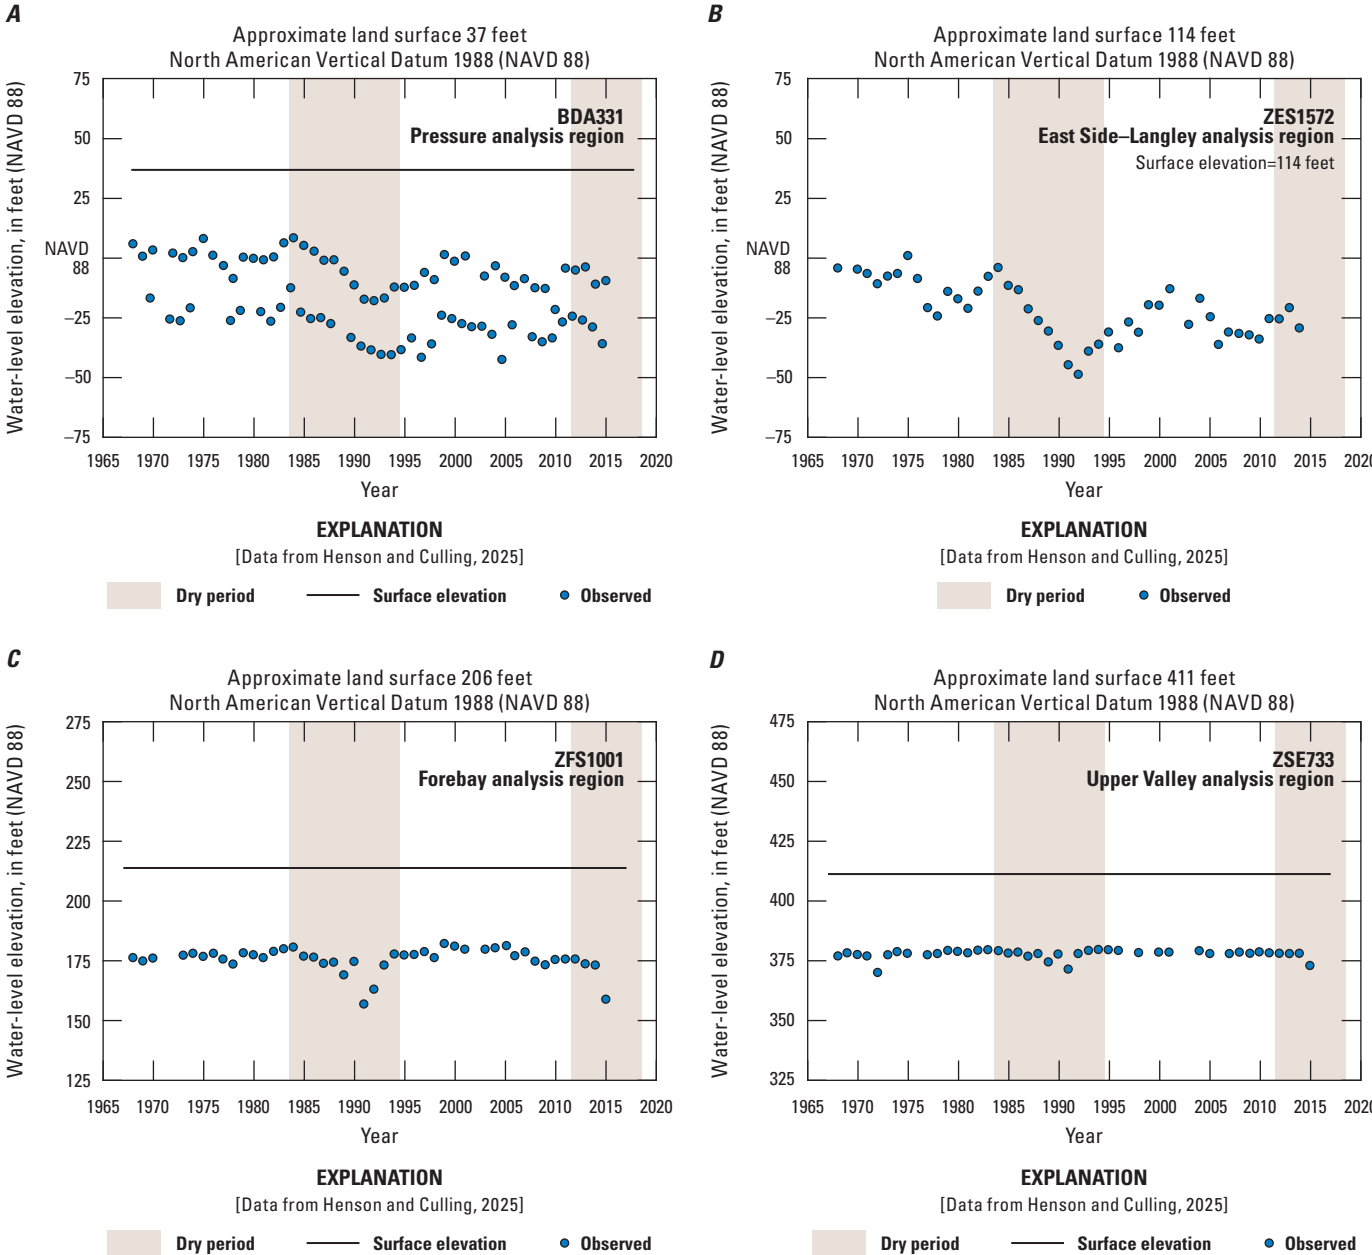 A
Approximate land surface 37 feet
North American Vertical Datum 1988 (NAVD 88)
Water-level elevation, in feet (NAVD 88)
75
50
25
NAVD
88
–25
–50
–75
BDA331
Pressure analysis region
1965 1970 1975 1980 1985 1990 1995 2000 2005 2010 2015 2020
Year
EXPLANATION
[Data from Henson and Culling, 2025]
Dry period Surface elevation Observed
B
Approximate land surface 114 feet
North American Vertical Datum 1988 (NAVD 88)
Water-level elevation, in feet (NAVD 88)
75
50
25
NAVD
88
–25
–50
–75
ZES1572
East Side–Langley analysis region
Surface elevation=114 feet
1965 1970 1975 1980 1985 1990 1995 2000 2005 2010 2015 2020
Year
EXPLANATION
[Data from Henson and Culling, 2025]
Dry period Observed
C
Approximate land surface 206 feet
North American Vertical Datum 1988 (NAVD 88)
Water-level elevation, in feet (NAVD 88)
275
250
225
200
175
150
125
ZFS1001
Forebay analysis region
1965 1970 1975 1980 1985 1990 1995 2000 2005 2010 2015 2020
Year
EXPLANATION
[Data from Henson and Culling, 2025]
Dry period Surface elevation Observed
D
Approximate land surface 411 feet
North American Vertical Datum 1988 (NAVD 88)
Water-level elevation, in feet (NAVD 88)
475
450
425
400
375
350
325
ZSE733
Upper Valley analysis region
1965 1970 1975 1980 1985 1990 1995 2000 2005 2010 2015 2020
Year
EXPLANATION
[Data from Henson and Culling, 2025]
Dry period Surface elevation Observed